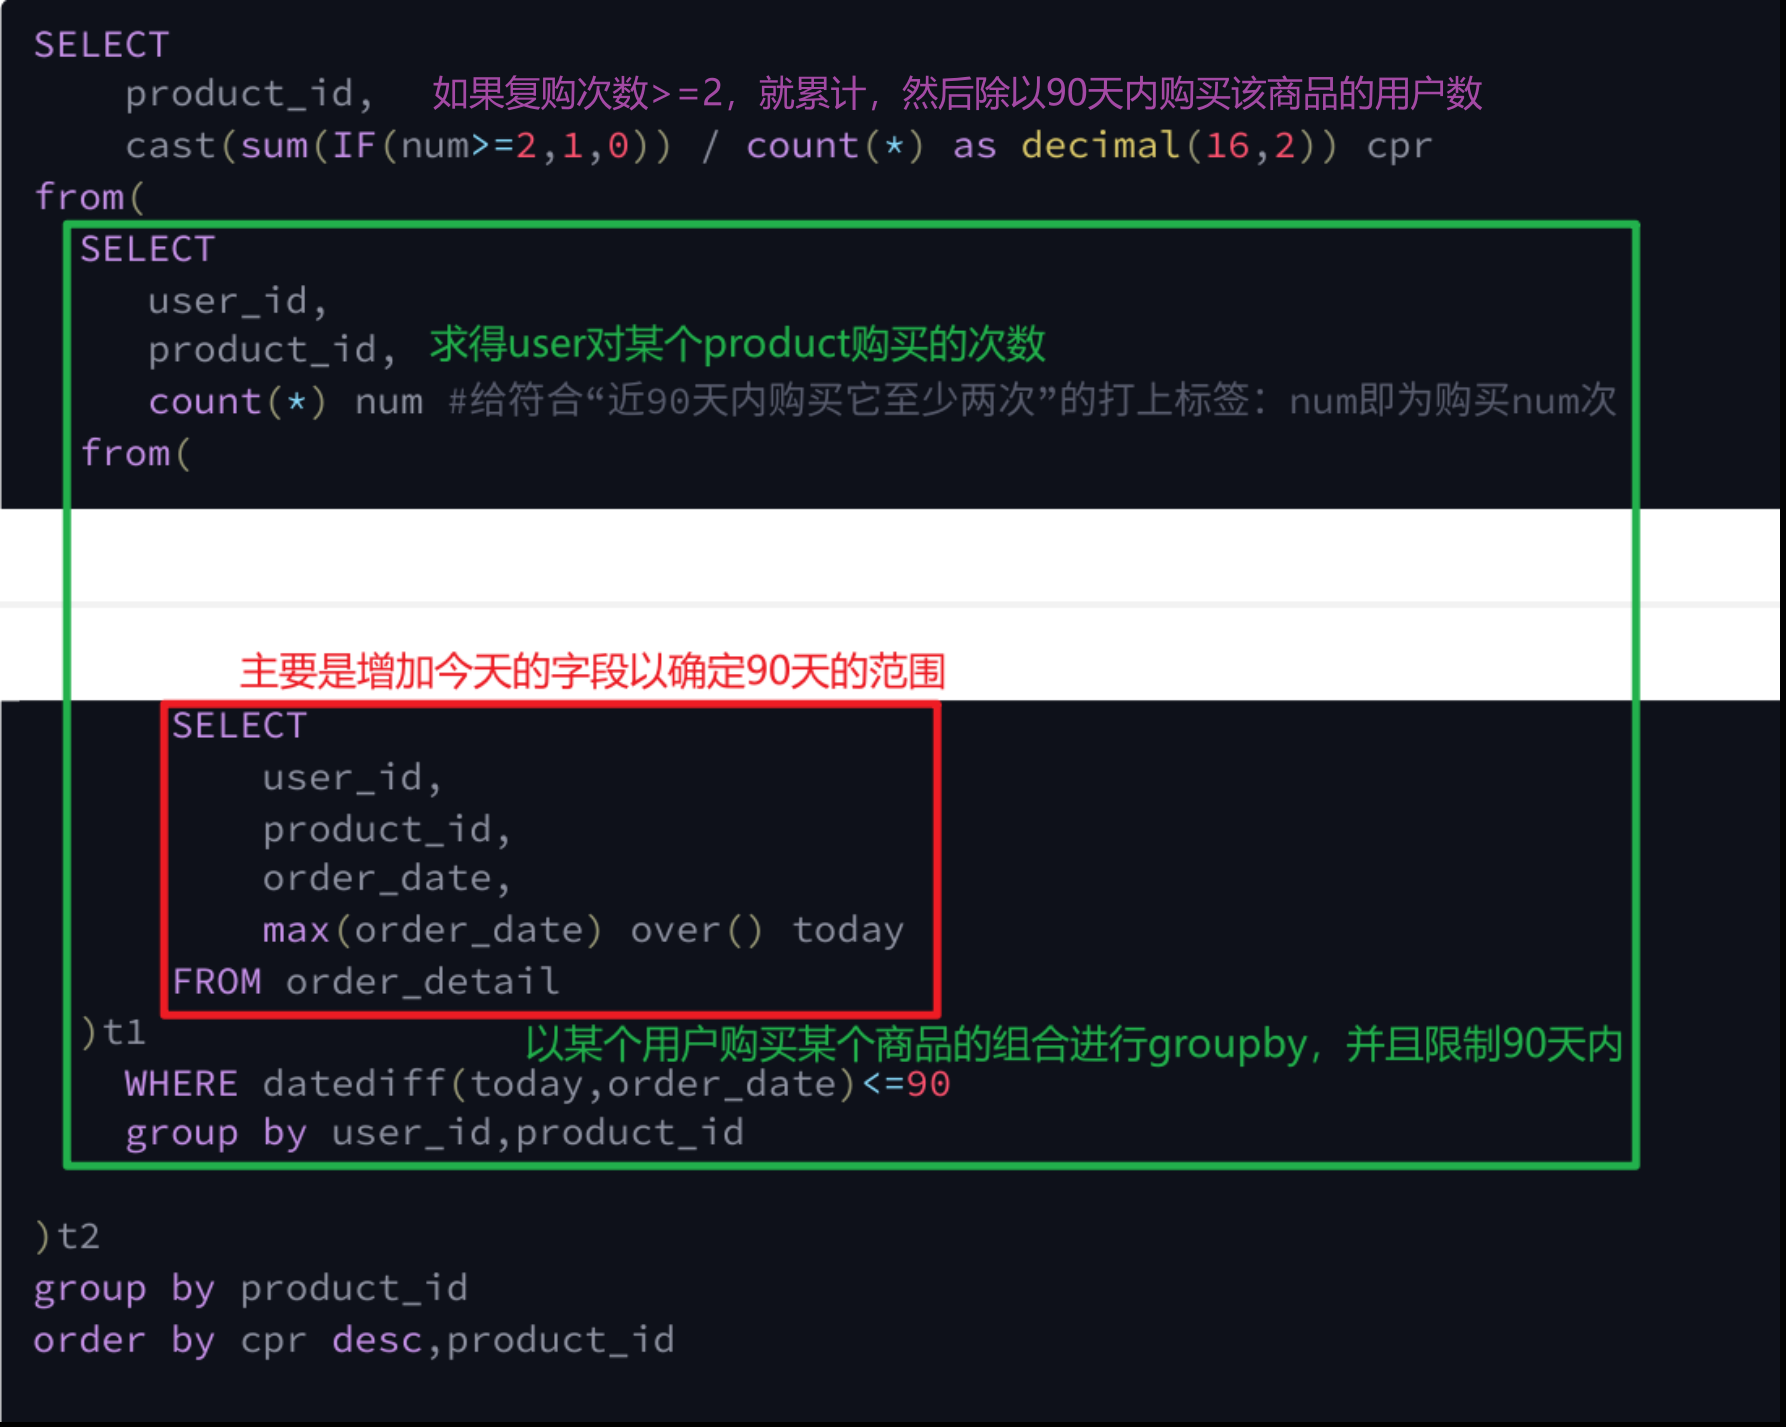 SELECT
product_id, 如果复购次数>=2，就累计，然后除以90天内购买该商品的用户数
cast(sum(IF(num>=2,1,0)) / count(*) as decimal(16,2)) cpr
from(
SELECT
user_id,
product_id, 求得user对某个product购买的次数
count(*) num #给符合“近90天内购买它至少两次”的打上标签：num即为购买num次
from(
主要是增加今天的字段以确定90天的范围
SELECT
user_id,
product_id,
order_date,
max(order_date) over() today
FROM order_detail
)t1
以某个用户购买某个商品的组合进行groupby，并且限制90天内
WHERE datediff(today,order_date)<=90
group by user_id,product_id
)t2
group by product_id
order by cpr desc,product_id